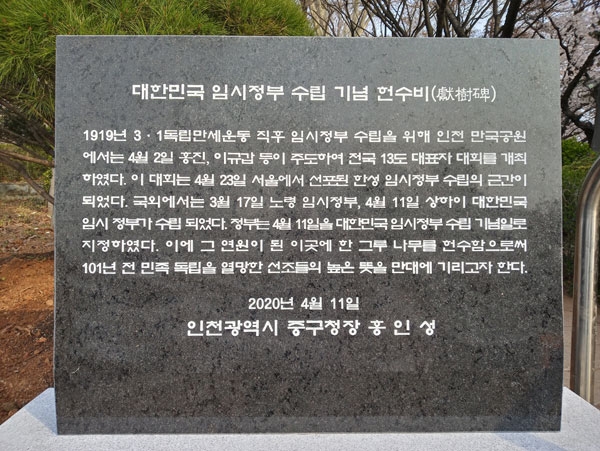 대한민국 임시정부 수립 기념 헌수비(獻樹碑)
1919년 3 · 1독립만세운동 직후 임시정부 수립을 위해 인천 만국공원
에서는 4월 2일 홍진, 이규갑 등이 주도하여 전국 13도 대표자 대회를 개최
하였다. 이 대회는 4월 23일 서울에서 선포된 한성 임시정부 수립의 근간이
되었다. 국외에서는 3월 17일 노령 임시정부, 4월 11일 상하이 대한민국
임시 정부가 수립 되었다. 정부는 4월 11일을 대한민국 임시정부 수립 기념일로
지정하였다. 이에 그 연원이 된 이곳에 한 그루 나무를 헌수함으로써
101년 전 민족 독립을 열망한 선조들의 높은 뜻을 만대에 기리고자 한다.
2020년 4월 11일
인천광역시 중구청장 홍 인 성